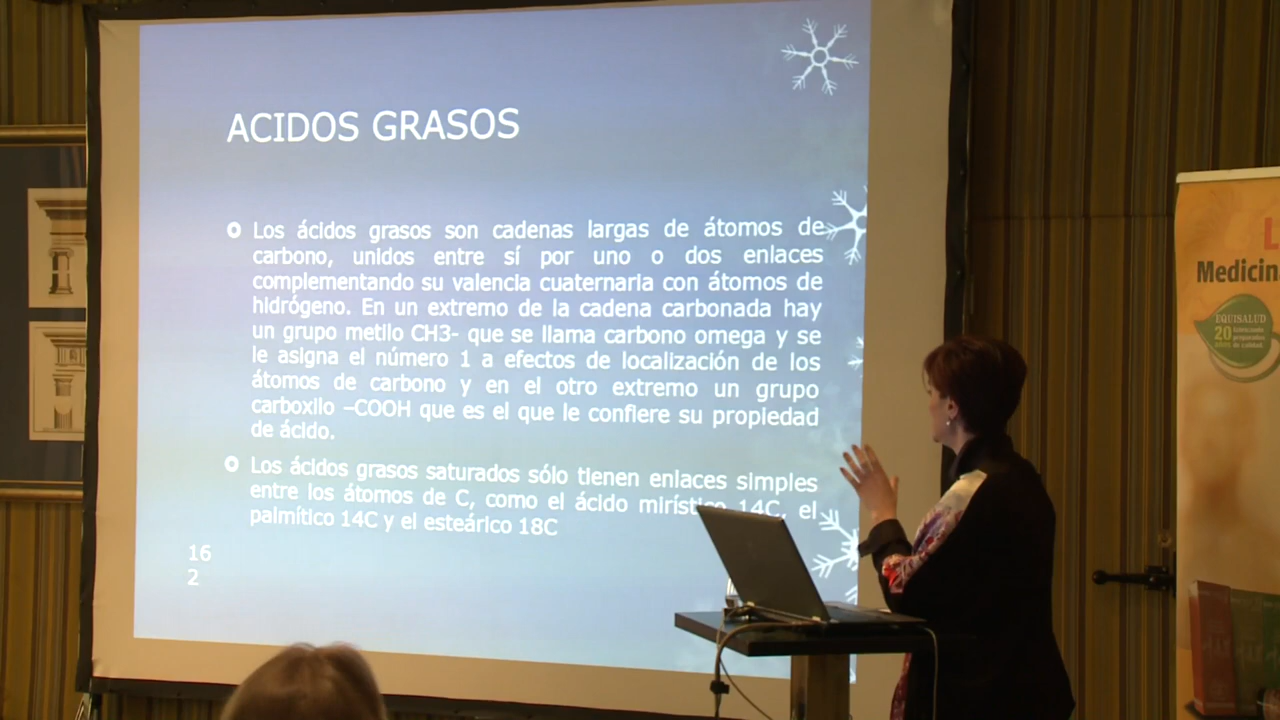 ACIDOS GRASOS
Los ácidos grasos son cadenas largas de átomos de
carbono, unidos entre sí por uno o dos enlaces
complementando su valencia cuaternaria con átomos de
hidrógeno. En un extremo de la cadena carbonada hay
un grupo metilo CH3- que se llama carbono omega y se
le asigna el número 1 a efectos de localización de los
átomos de carbono y en el otro extremo un grupo
carboxilo –COOH que es el que le confiere su propiedad
de ácido.
Los ácidos grasos saturados sólo tienen enlaces simples
entre los átomos de C, como el ácido mirístico 14C, el
palmítico 14C y el esteárico 18C
16
2
L
Medicin
EQUISALUD
20
años